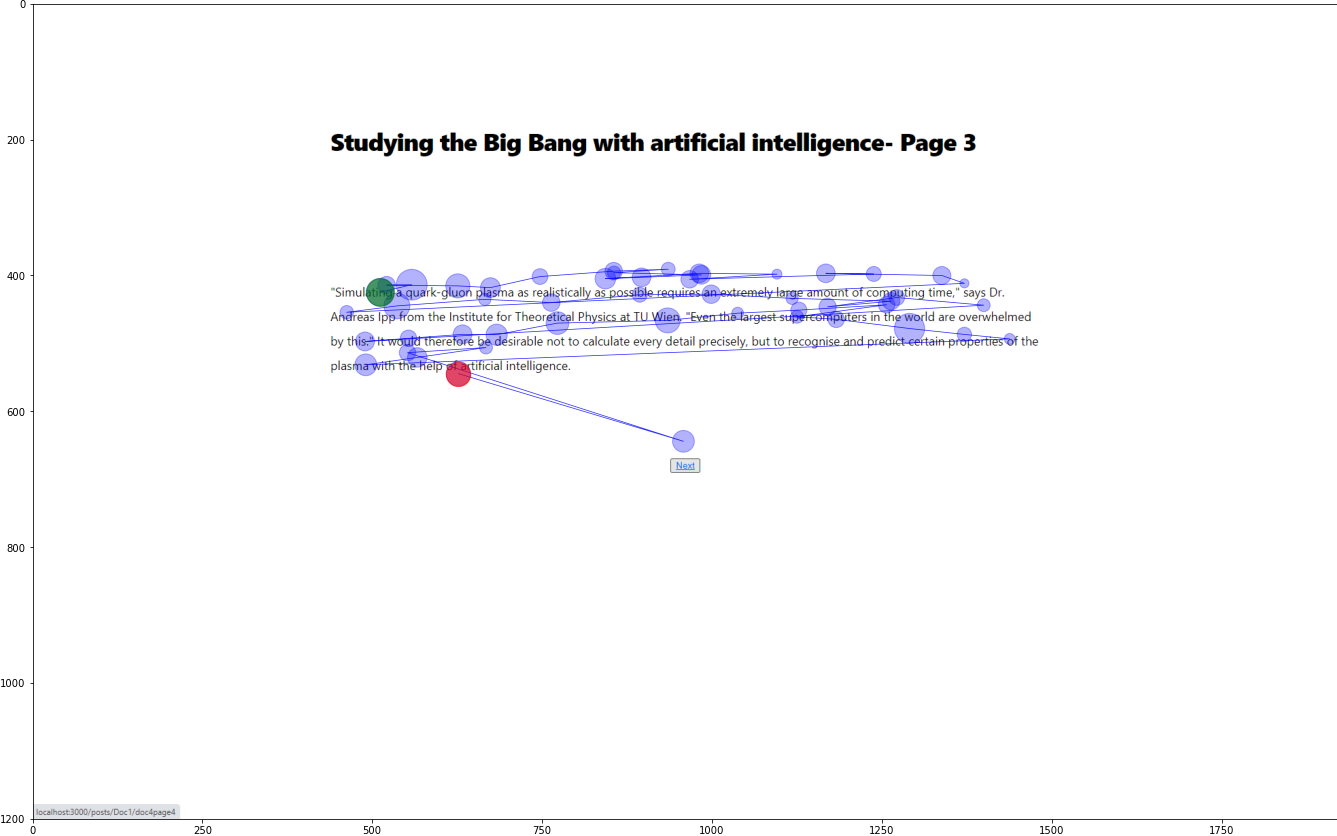 0
200
Studying the Big Bang with artificial intelligence- Page 3
400
"Simulating a quark-gluon plasma as realistically as possible requires an extremely large amount of computing time," says Dr.
Andreas Ipp from the Institute for Theoretical Physics at TU Wien. "Even the largest supercomputers in the world are overwhelmed
by this." It would therefore be desirable not to calculate every detail precisely, but to recognise and predict certain properties of the
plasma with the help of artificial intelligence.
600
Next
800
1000
localhost:3000/posts/Doc1/doc4page4
1200
0 250 500 750 1000 1250 1500 1750